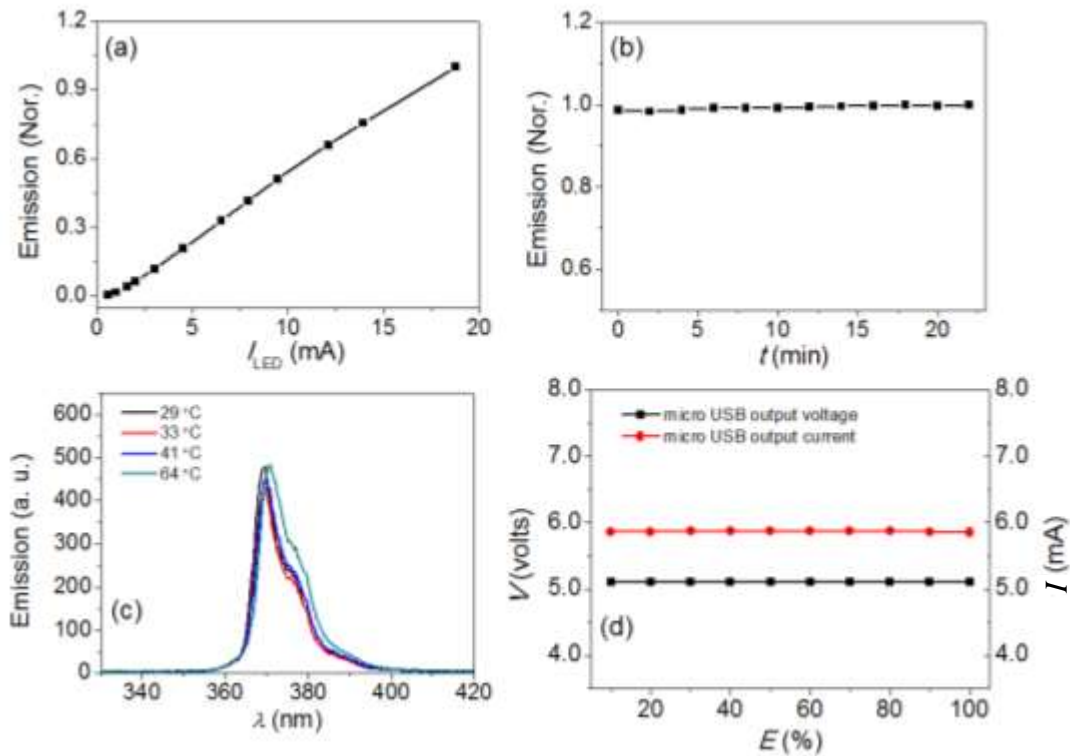 (a)
1.2
0.9
0.6
0.3
0.0
Emission (Nor.)
0 5 10 15 20
I_LED (mA)
(b)
1.2
1.0
0.8
0.6
Emission (Nor.)
0 5 10 15 20
t (min)
29 °C
33 °C
41 °C
64 °C
600
500
400
300
200
100
0
Emission (a. u.)
(c)
340 360 380 400 420
λ (nm)
micro USB output voltage
micro USB output current
8.0
7.0
6.0
5.0
4.0
V (volts)
8.0
7.0
6.0
5.0
4.0
I (mA)
(d)
20 40 60 80 100
E (%)